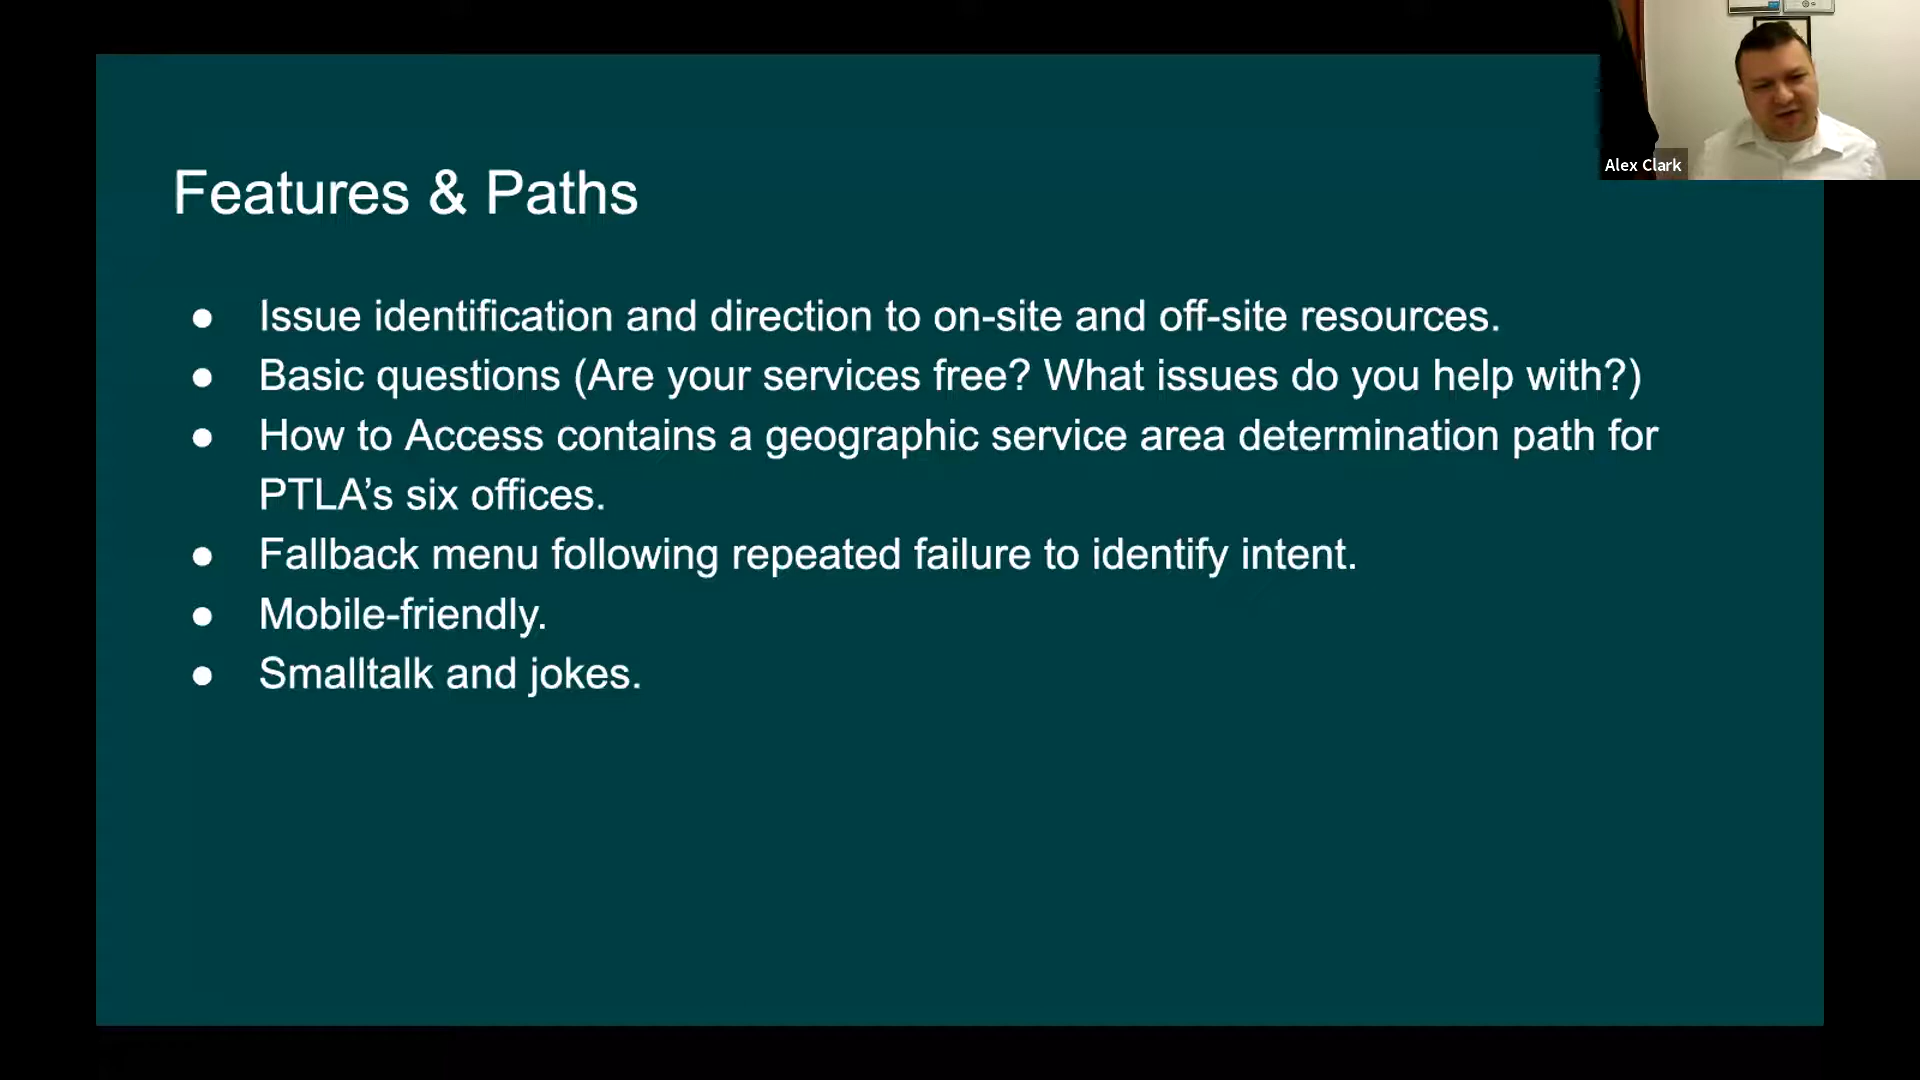 Alex Clark
Features & Paths
● Issue identification and direction to on-site and off-site resources.
● Basic questions (Are your services free? What issues do you help with?)
● How to Access contains a geographic service area determination path for
PTLA’s six offices.
● Fallback menu following repeated failure to identify intent.
● Mobile-friendly.
● Smalltalk and jokes.